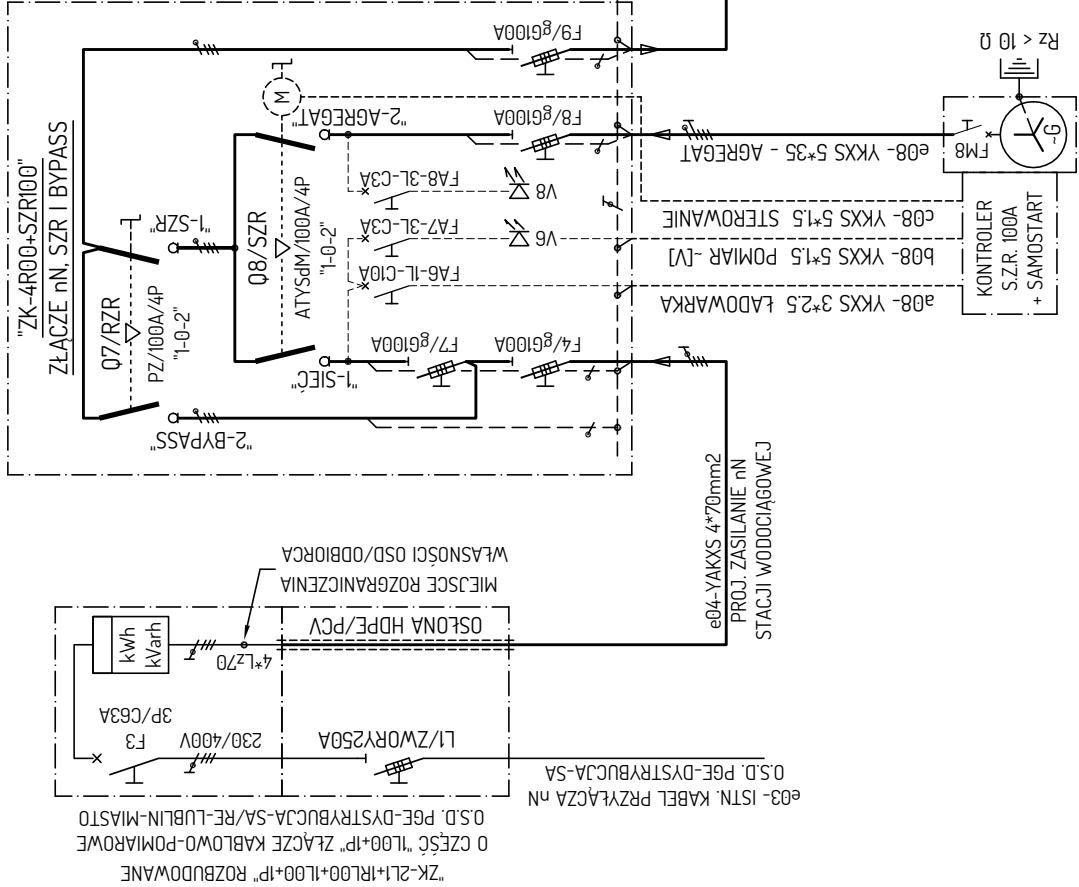 "ZK-2L1+1RL00+1L00+1P" ROZBUDOWANE
O CZĘŚĆ "1L00+1P" ZŁĄCZE KABLOWO-POMIAROWE
O.S.D. PGE-DYSTRYBUCJA-SA/RE-LUBLIN-MIASTO
e03- ISTN. KABEL PRZYŁĄCZA nN
O.S.D. PGE-DYSTRYBUCJA-SA
L1/ZWORY250A
230/400V
F3
3P/C63A
4*Lz70
kWh
kVarh
OSŁONA HDPE/PCV
MIEJSCE ROZGRANICZENIA
WŁASNOŚCI OSD/ODBIORCA
e04-YAKXS 4*70mm2
PROJ. ZASILANIE nN
STACJI WODOCIĄGOWEJ
"2-BYPASS"
"1-SIEĆ"
F7/gG100A
F4/gG100A
Q7/RZR
PZ/100A/4P
"1-0-2"
"1-SZR"
Q8/SZR
ATYSdM/100A/4P
"1-0-2"
FA6-1L-C10A
FA7-3L-C3A
V6
FA8-3L-C3A
V8
"2-AGREGAT"
M
F8/gG100A
F9/gG100A
"ZK-4R00+SZR100"
ZŁĄCZE nN, SZR I BYPASS
a08- YKXS 3*2.5 ŁADOWARKA
b08- YKXS 5*1.5 POMIAR ~[V]
c08- YKXS 5*1.5 STEROWANIE
e08- YKXS 5*35 - AGREGAT
KONTROLER
S.Z.R. 100A
+ SAMOSTART
FM8
~G
Rz < 10 Ω